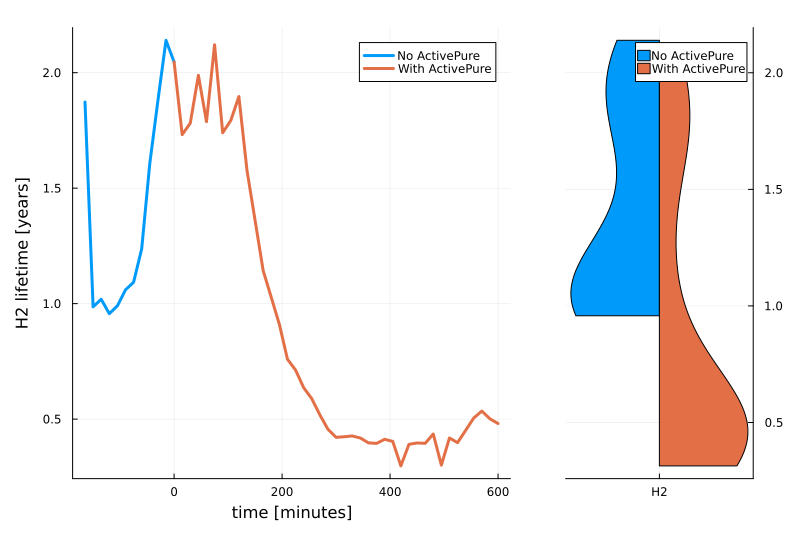 H2 lifetime [years]
2.0
1.5
1.0
0.5
0
200
400
600
time [minutes]
No ActivePure
With ActivePure
No ActivePure
With ActivePure
2.0
1.5
1.0
0.5
H2